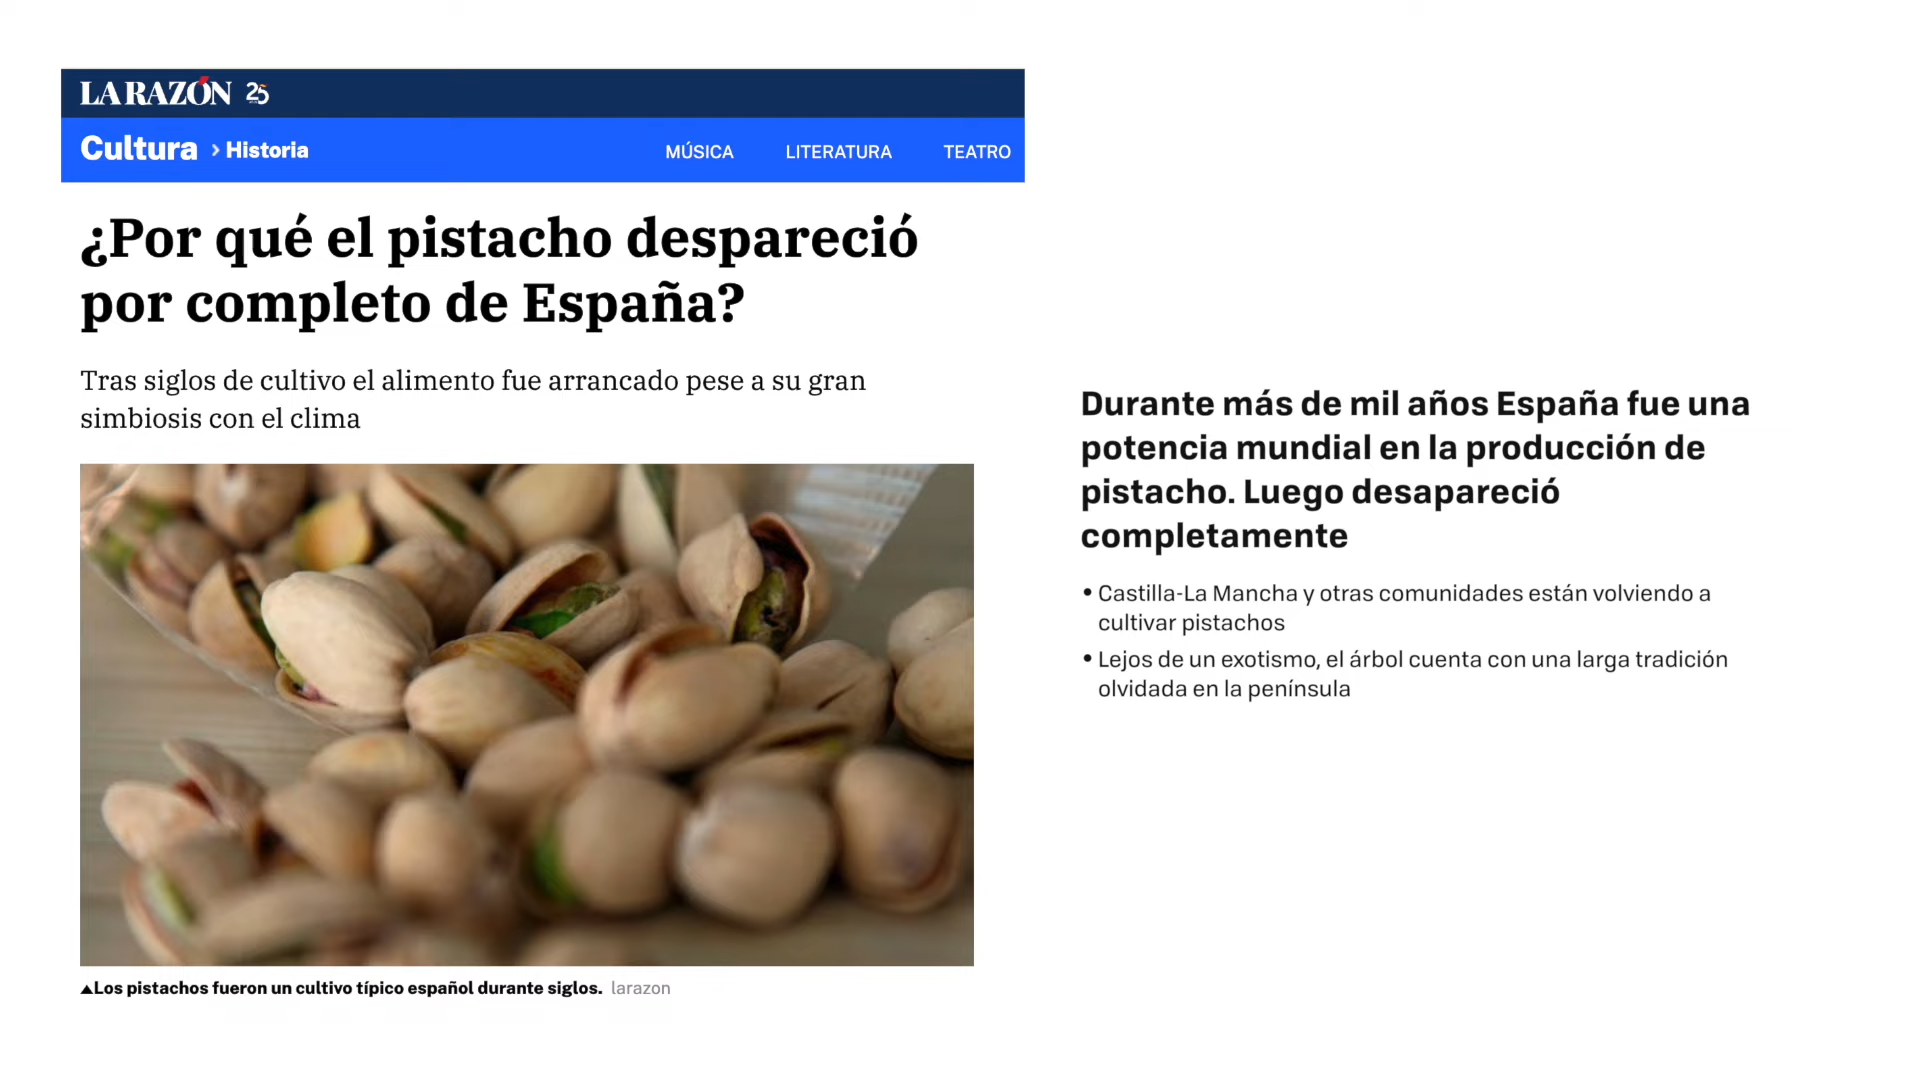 LA RAZÓN 25
Cultura › Historia
MÚSICA
LITERATURA
TEATRO
¿Por qué el pistacho despareció
por completo de España?
Tras siglos de cultivo el alimento fue arrancado pese a su gran
simbiosis con el clima
▲Los pistachos fueron un cultivo típico español durante siglos. larazon
Durante más de mil años España fue una
potencia mundial en la producción de
pistacho. Luego desapareció
completamente
• Castilla-La Mancha y otras comunidades están volviendo a
cultivar pistachos
• Lejos de un exotismo, el árbol cuenta con una larga tradición
olvidada en la península